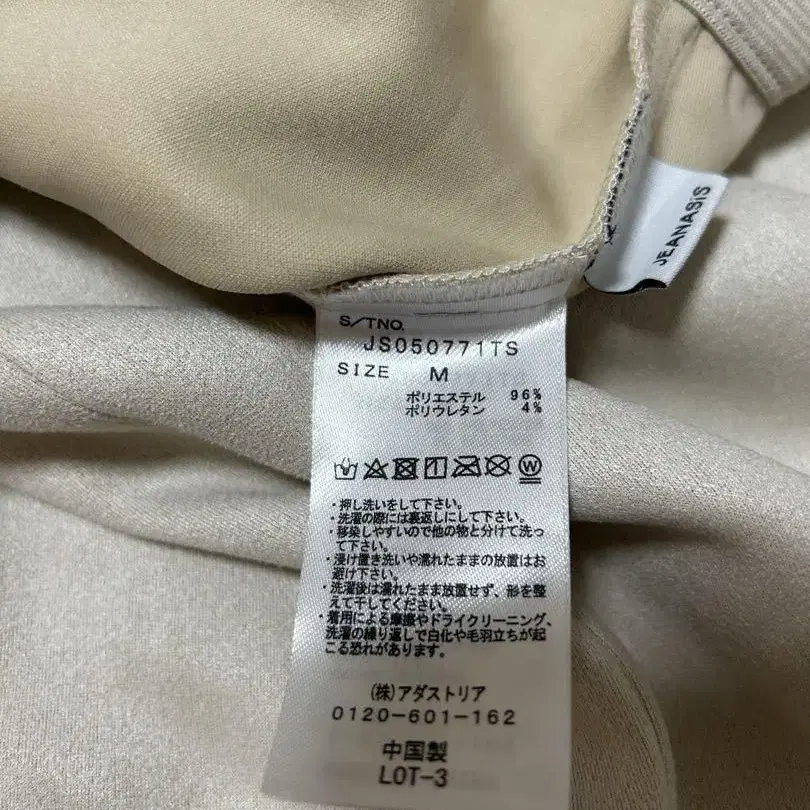 JEANASiS
S/TNO.
JS050771TS
SIZE M
ポリエステル 96%
ポリウレタン 4%
W
・押し洗いをして下さい。
・洗濯の際には裏返しにして下さい。
・移染しやすいので他の物と分けて洗っ
て下さい。
・浸け置き洗いや濡れたままの放置はお
避け下さい。
・洗濯後は濡れたまま放置せず、形を整
えて干してください。
・着用による摩擦やドライクリーニング、
洗濯の繰り返しで白化や毛羽立ちが起
こる恐れがあります。
(株)アダストリア
0120-601-162
中国製
LOT-3